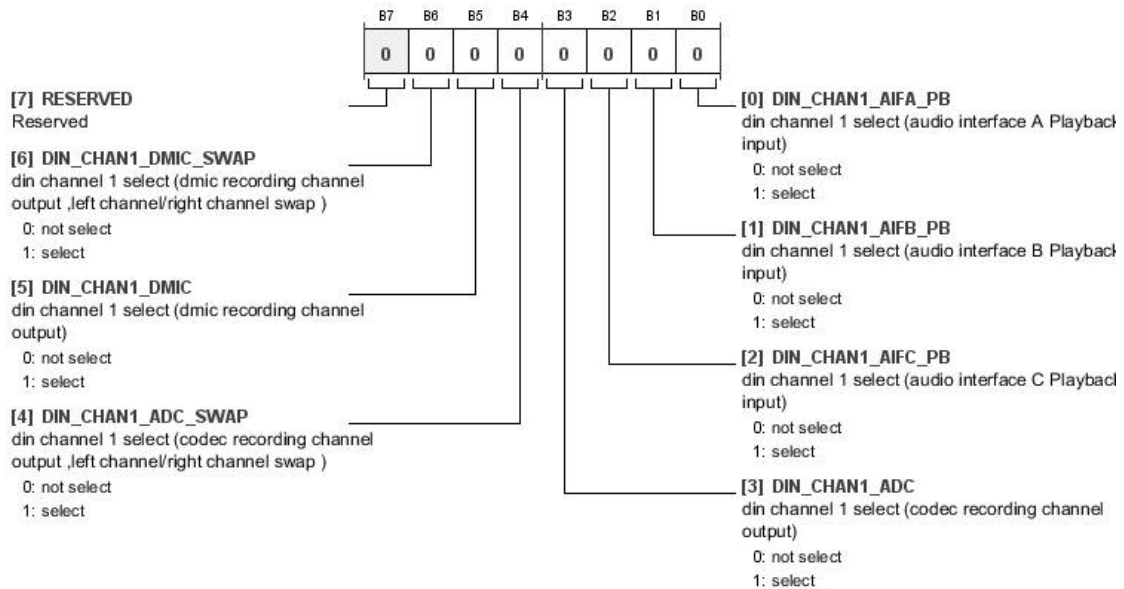 B7 B6 B5 B4 B3 B2 B1 B0
0 0 0 0 0 0 0 0
[7] RESERVED
Reserved
[6] DIN_CHAN1_DMIC_SWAP
din channel 1 select (dmic recording channel
output ,left channel/right channel swap )
0: not select
1: select
[5] DIN_CHAN1_DMIC
din channel 1 select (dmic recording channel
output)
0: not select
1: select
[4] DIN_CHAN1_ADC_SWAP
din channel 1 select (codec recording channel
output ,left channel/right channel swap )
0: not select
1: select
[0] DIN_CHAN1_AIFA_PB
din channel 1 select (audio interface A Playback
input)
0: not select
1: select
[1] DIN_CHAN1_AIFB_PB
din channel 1 select (audio interface B Playback
input)
0: not select
1: select
[2] DIN_CHAN1_AIFC_PB
din channel 1 select (audio interface C Playback
input)
0: not select
1: select
[3] DIN_CHAN1_ADC
din channel 1 select (codec recording channel
output)
0: not select
1: select